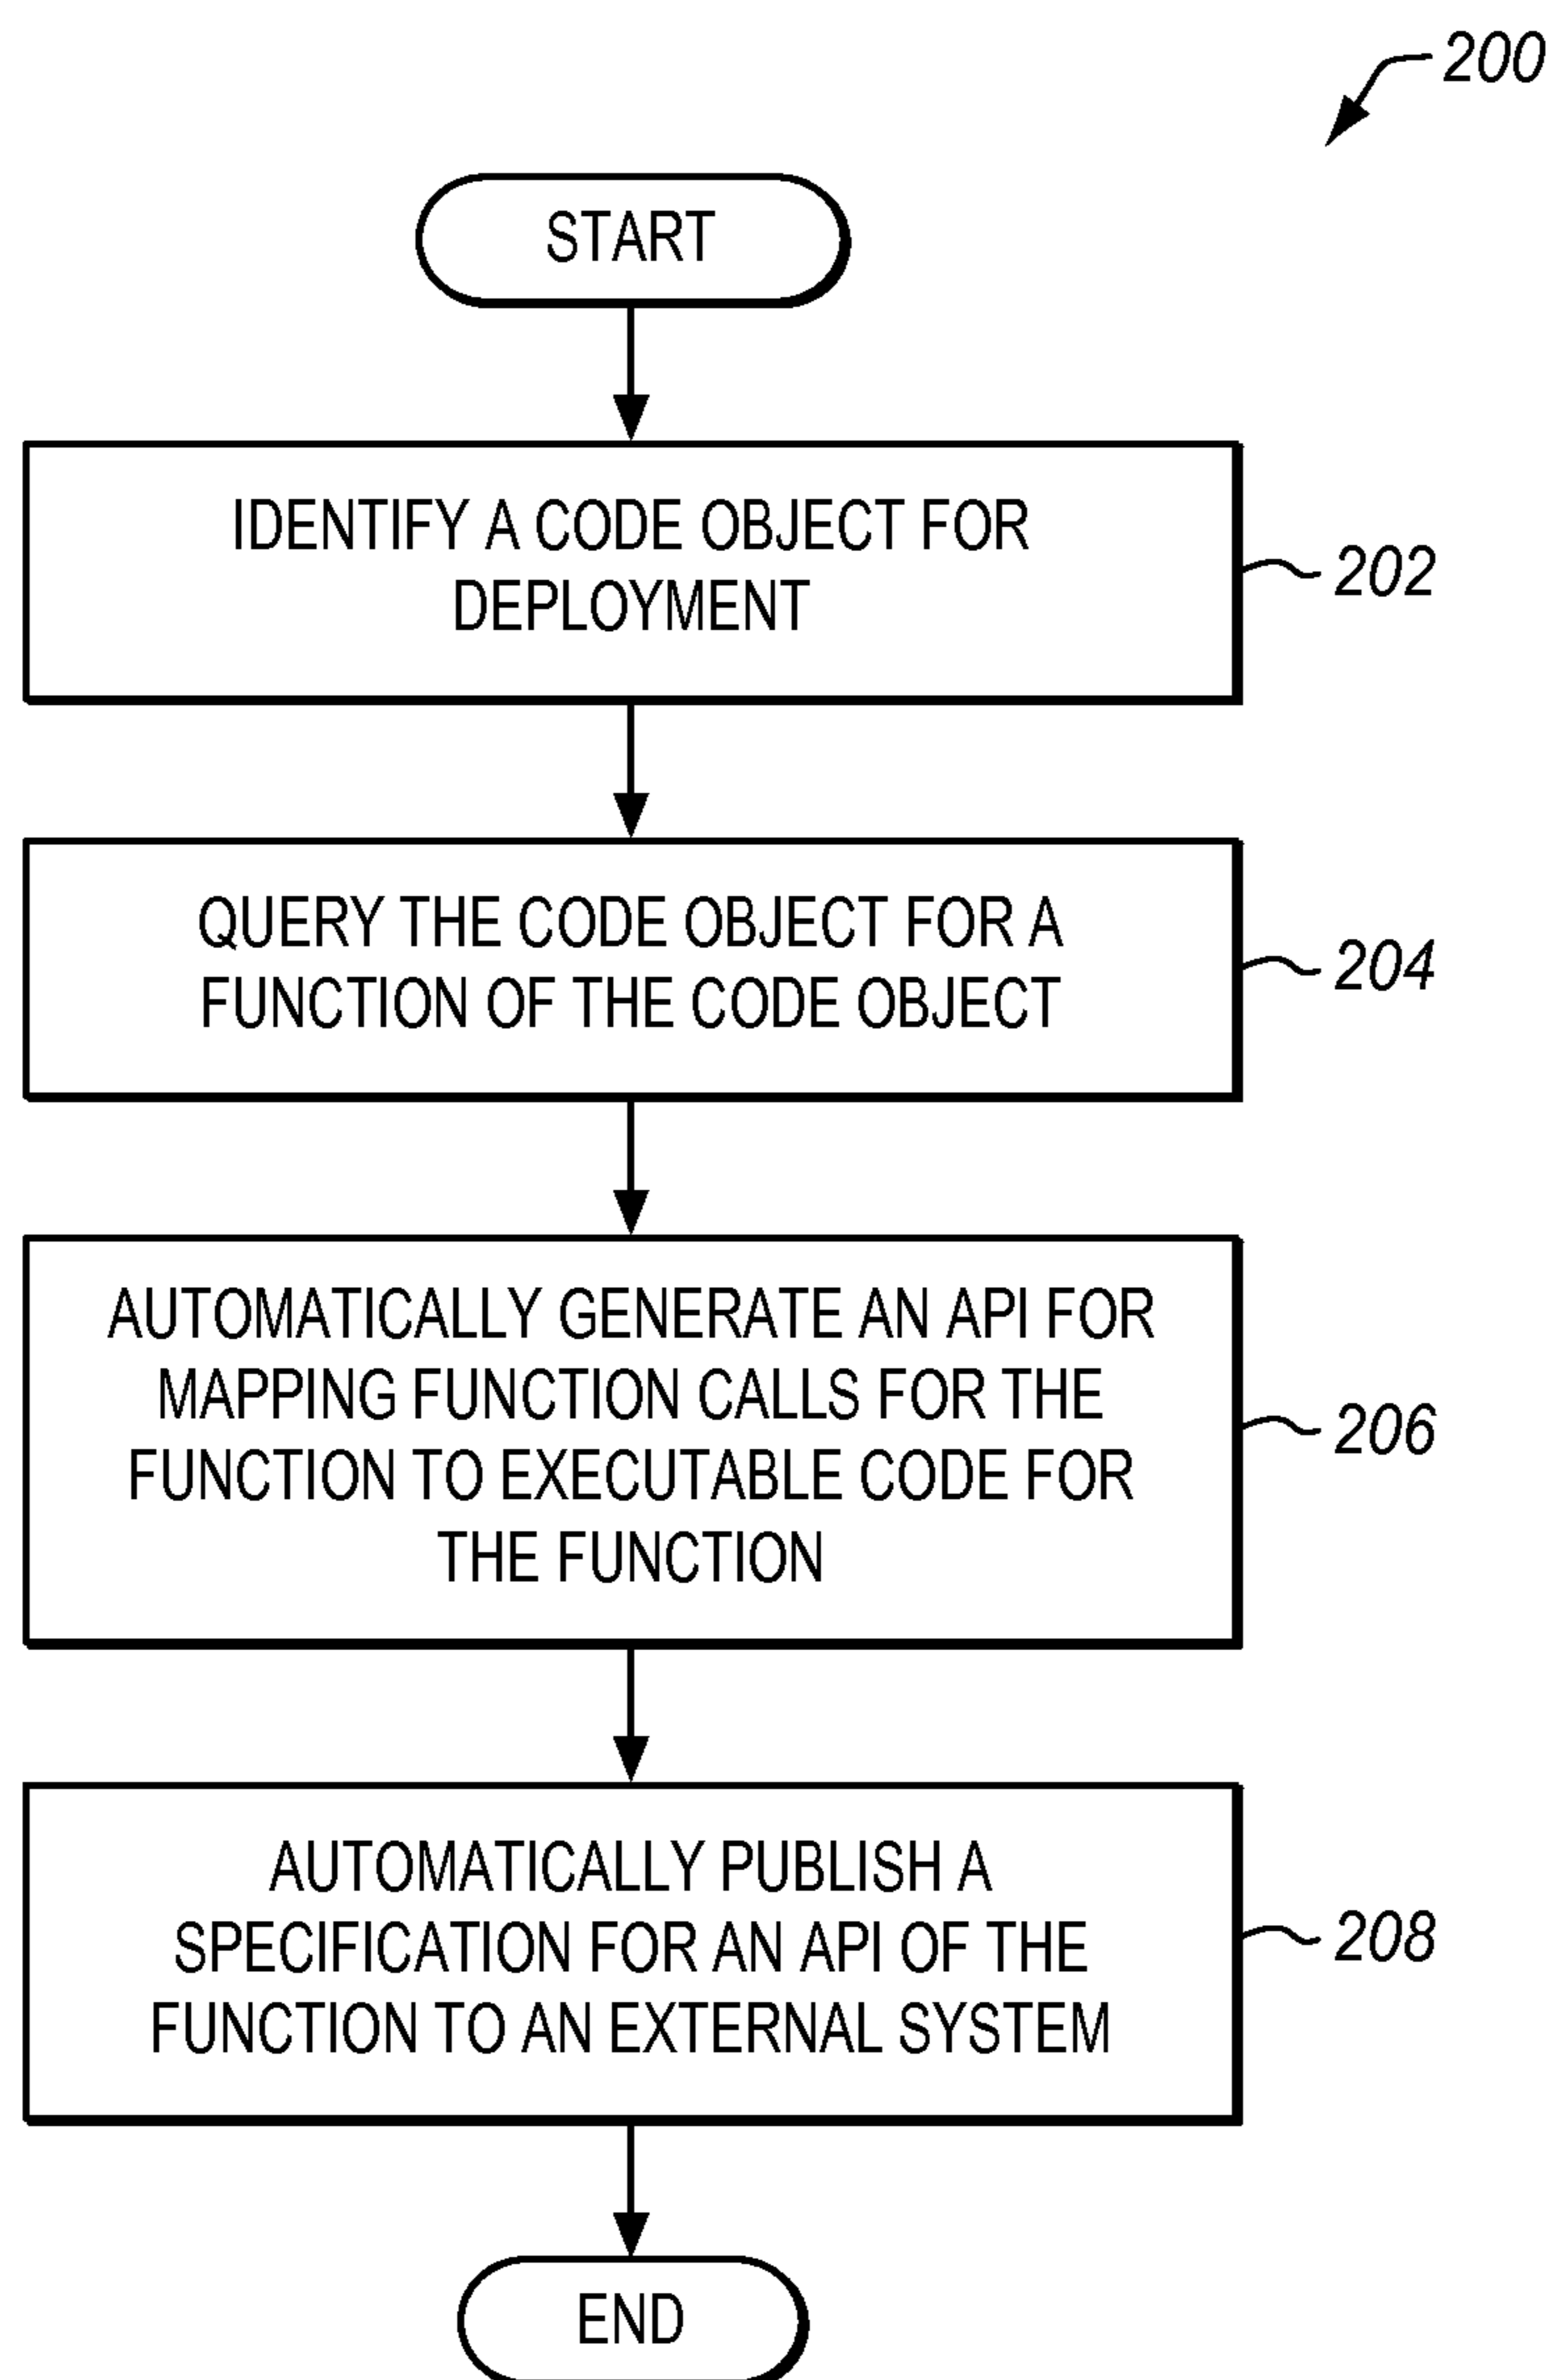 200
START
IDENTIFY A CODE OBJECT FOR
DEPLOYMENT
202
QUERY THE CODE OBJECT FOR A
FUNCTION OF THE CODE OBJECT
204
AUTOMATICALLY GENERATE AN API FOR
MAPPING FUNCTION CALLS FOR THE
FUNCTION TO EXECUTABLE CODE FOR
THE FUNCTION
206
AUTOMATICALLY PUBLISH A
SPECIFICATION FOR AN API OF THE
FUNCTION TO AN EXTERNAL SYSTEM
208
END